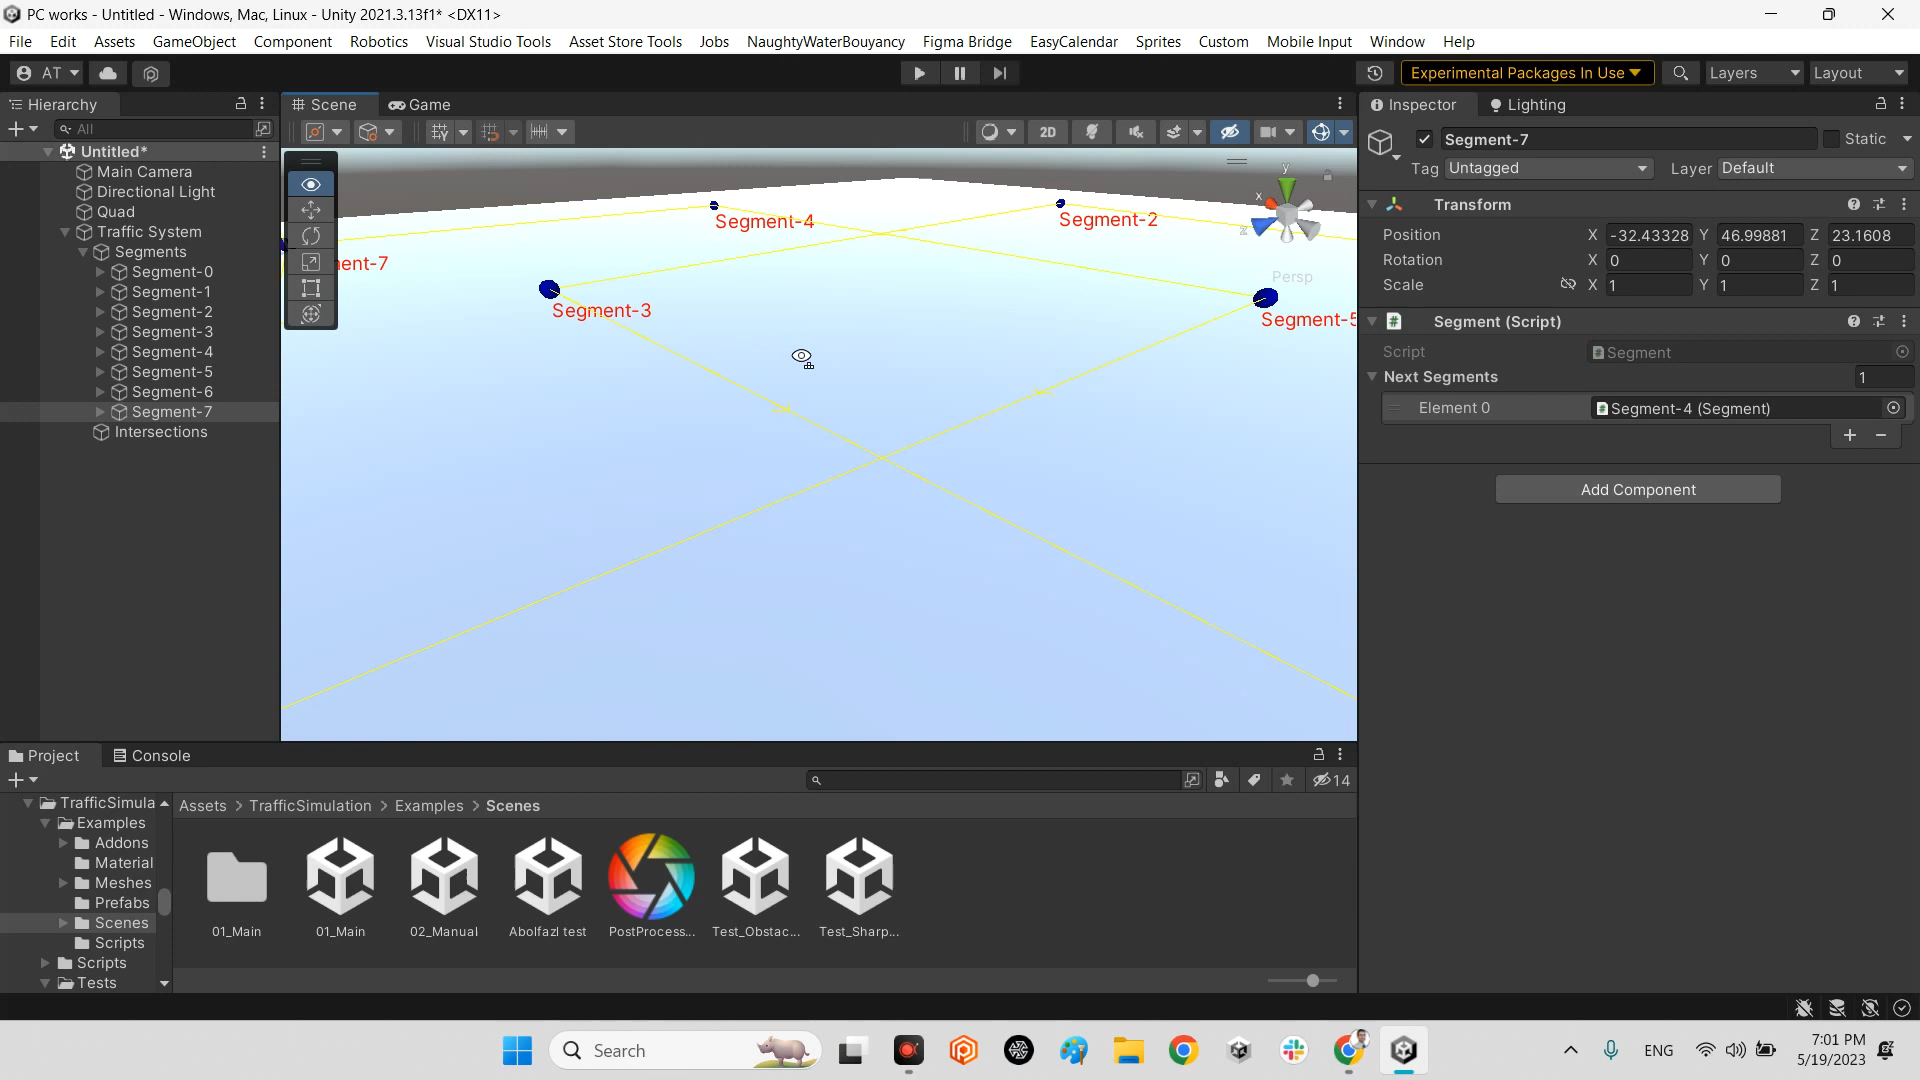 PC works - Untitled - Windows, Mac, Linux - Unity 2021.3.13f1* <DX11>
File Edit Assets GameObject Component Robotics Visual Studio Tools Asset Store Tools Jobs NaughtyWaterBouyancy Figma Bridge EasyCalendar Sprites Custom Mobile Input Window Help
AT
Experimental Packages In Use
Layers
Layout
Hierarchy
All
Untitled*
Main Camera
Directional Light
Quad
Traffic System
Segments
Segment-0
Segment-1
Segment-2
Segment-3
Segment-4
Segment-5
Segment-6
Segment-7
Intersections
Scene
Game
2D
y
x
z
Persp
Segment-4
Segment-2
ment-7
Segment-3
Segment-5
Inspector
Lighting
Segment-7
Static
Tag Untagged Layer Default
Transform
Position X -32.43328 Y 46.99881 Z 23.1608
Rotation X 0 Y 0 Z 0
Scale X 1 Y 1 Z 1
Segment (Script)
Script Segment
Next Segments 1
Element 0 Segment-4 (Segment)
Add Component
Project
Console
14
TrafficSimula
Examples
Addons
Material
Meshes
Prefabs
Scenes
Scripts
Scripts
Tests
Assets > TrafficSimulation > Examples > Scenes
01_Main
01_Main
02_Manual
Abolfazl test
PostProcess...
Test_Obstac...
Test_Sharp...
Search
ENG
7:01 PM
5/19/2023